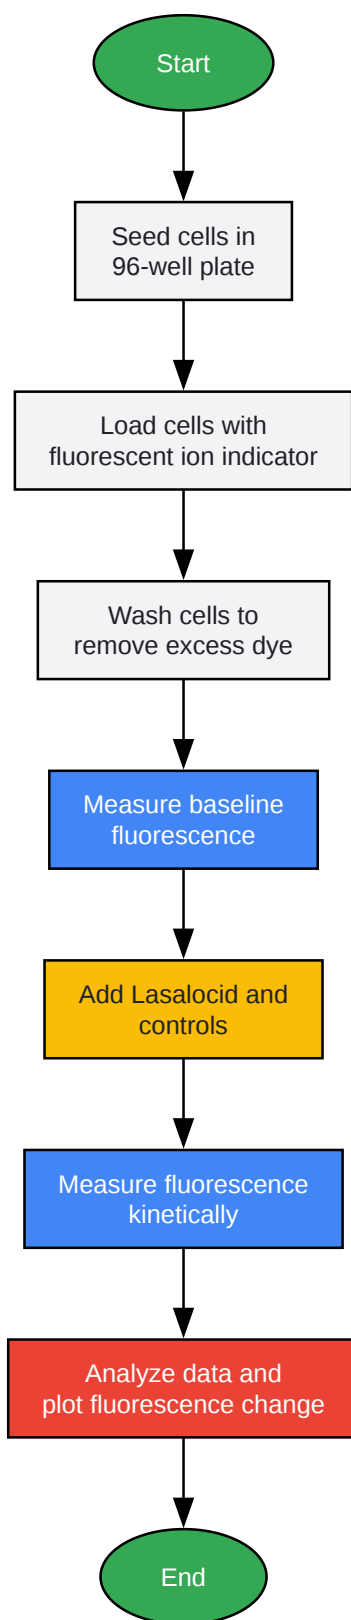 Start
Seed cells in
96-well plate
Load cells with
fluorescent ion indicator
Wash cells to
remove excess dye
Measure baseline
fluorescence
Add Lasalocid and
controls
Measure fluorescence
kinetically
Analyze data and
plot fluorescence change
End